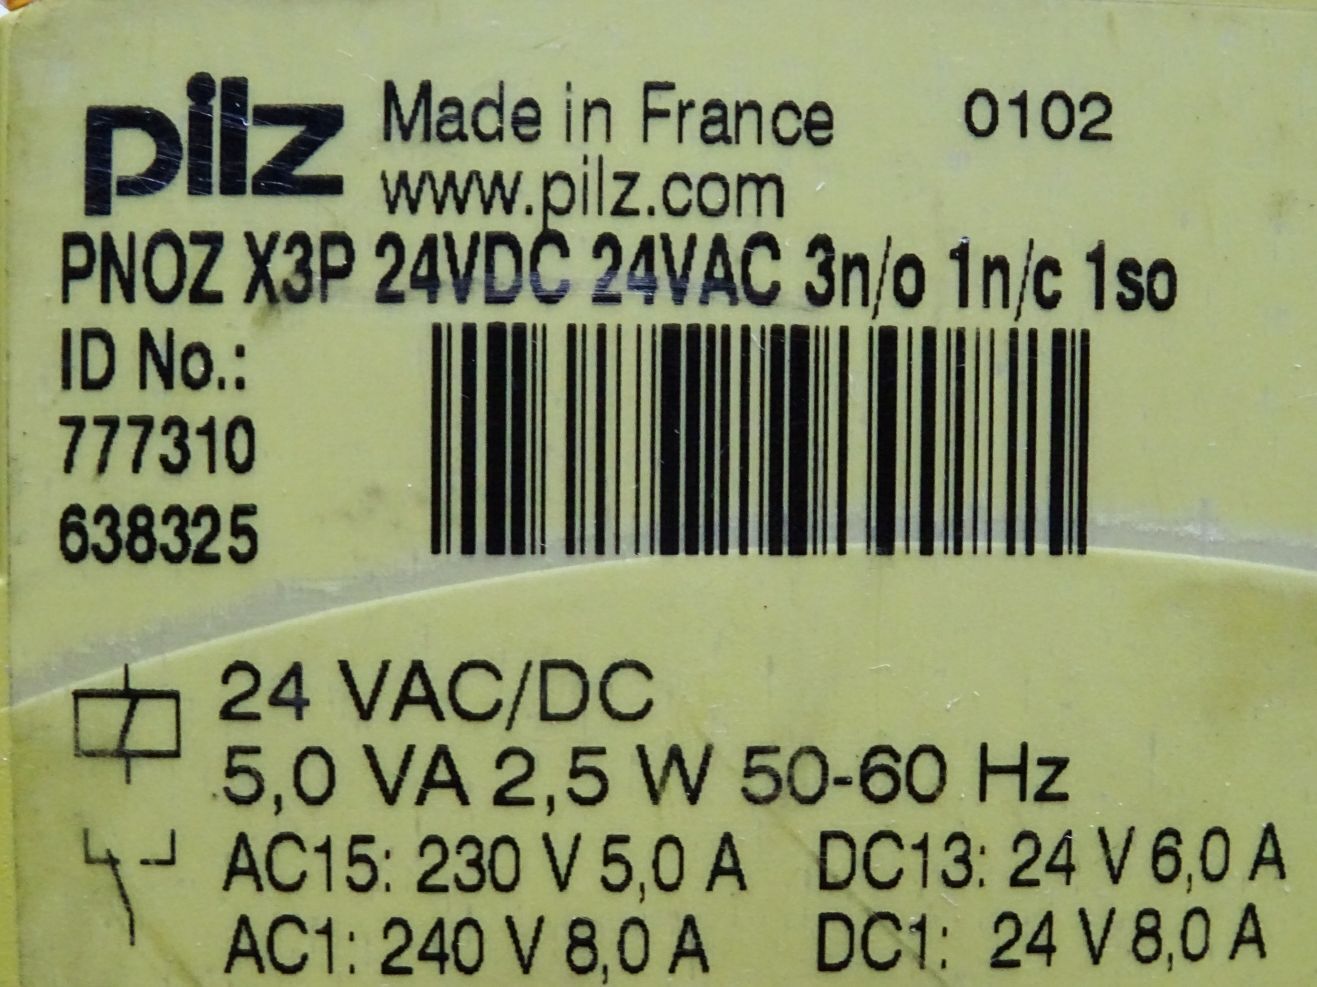 pilz Made in France 0102
www.pilz.com
PNOZ X3P 24VDC 24VAC 3n/o 1n/c 1so
ID No.:
777310
638325
24 VAC/DC
5,0 VA 2,5 W 50-60 Hz
AC15: 230 V 5,0 A DC13: 24 V 6,0 A
AC1: 240 V 8,0 A DC1: 24 V 8,0 A